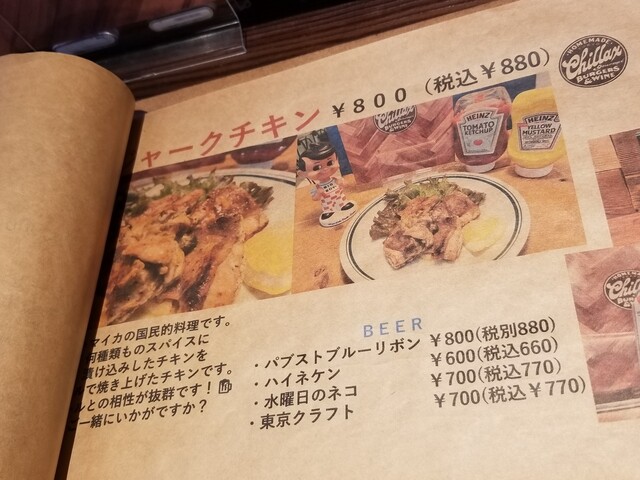 ャークチキン ¥800 (税込¥880)
HOMEMADE
Chillax
BURGERS
& WINE
HEINZ
TOMATO
KETCHUP
HEINZ
YELLOW
MUSTARD
マイカの国民的料理です。
何種類ものスパイスに
漬け込みしたチキンを
で焼き上げたチキンです。
との相性が抜群です！
一緒にいかがですか？
BEER
・パブストブルーリボン ¥800(税別880)
・ハイネケン ¥600(税込660)
・水曜日のネコ ¥700(税込770)
・東京クラフト ¥700(税込¥770)